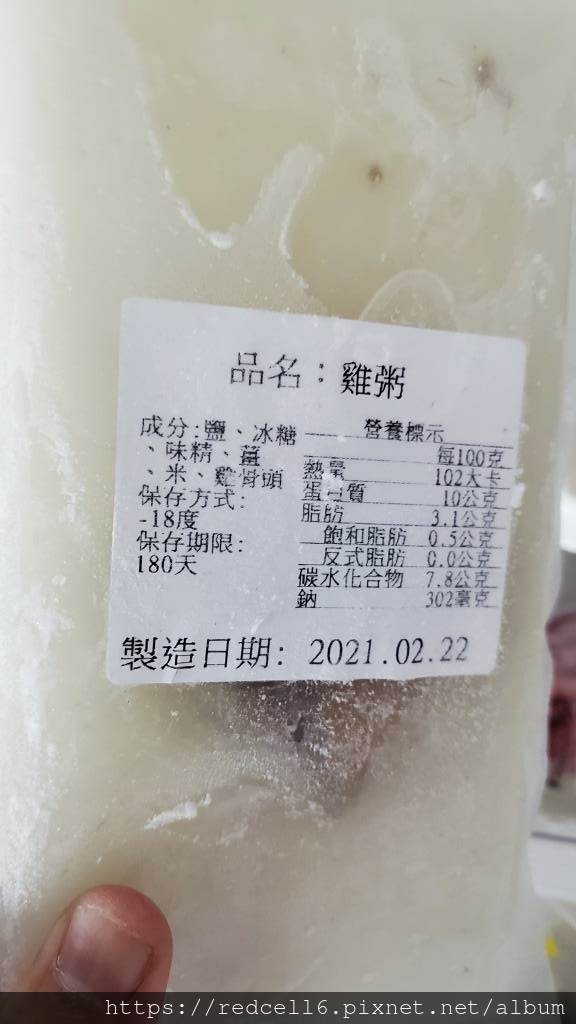 品名：雞粥
成分:鹽、冰糖
、味精、薑
、米、雞骨頭
保存方式:
-18度
保存期限:
180天
營養標示
每100克
熱量 102大卡
蛋白質 10公克
脂肪 3.1公克
飽和脂肪 0.5公克
反式脂肪 0.0公克
碳水化合物 7.8公克
鈉 302毫克
製造日期: 2021.02.22
https://redcell6.pixnet.net/album